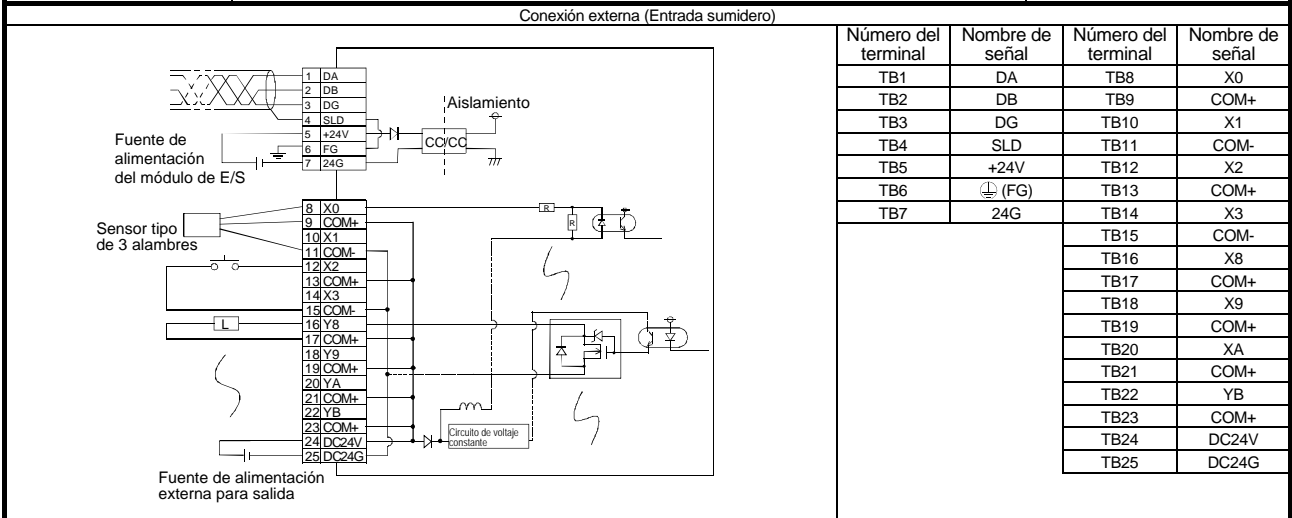 Conexión externa (Entrada sumidero)
1 DA
2 DB
3 DG
4 SLD
5 +24V
6 FG
7 24G
Aislamiento
CC/CC
Fuente de
alimentación
del módulo de E/S
8 X0
9 COM+
10 X1
11 COM-
12 X2
13 COM+
14 X3
15 COM-
16 Y8
17 COM+
18 Y9
19 COM+
20 YA
21 COM+
22 YB
23 COM+
24 DC24V
25 DC24G
R
R
Sensor tipo
de 3 alambres
L
Circuito de voltaje
constante
Fuente de alimentación
externa para salida
Número del terminal Nombre de señal Número del terminal Nombre de señal
TB1 DA TB8 X0
TB2 DB TB9 COM+
TB3 DG TB10 X1
TB4 SLD TB11 COM-
TB5 +24V TB12 X2
TB6 (FG) TB13 COM+
TB7 24G TB14 X3
TB15 COM-
TB16 X8
TB17 COM+
TB18 X9
TB19 COM+
TB20 XA
TB21 COM+
TB22 YB
TB23 COM+
TB24 DC24V
TB25 DC24G